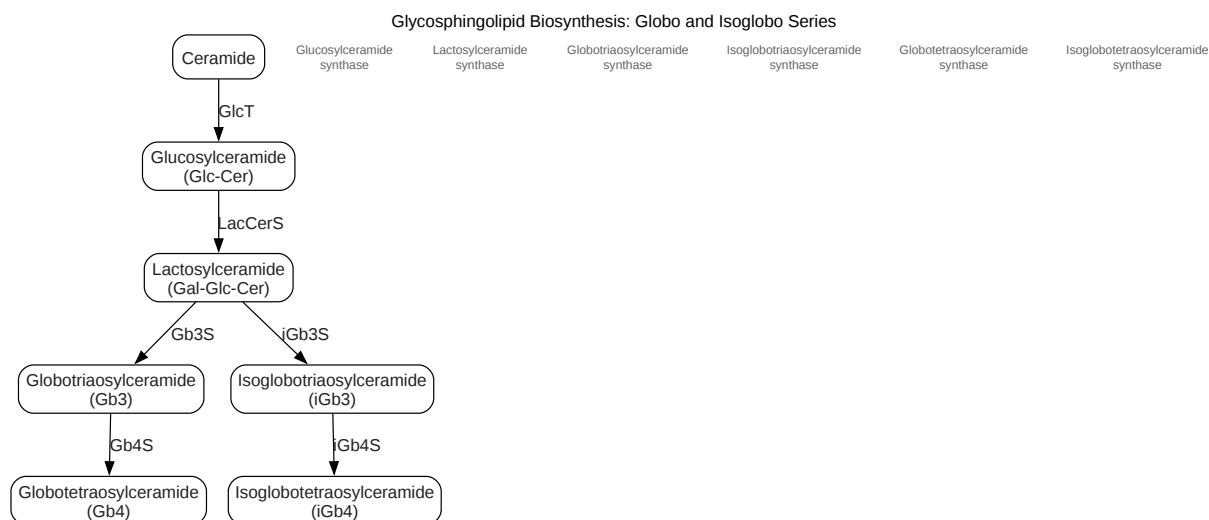 Glycosphingolipid Biosynthesis: Globo and Isoglobo Series
Ceramide
Glucosylceramide
synthase
Lactosylceramide
synthase
Globotriaosylceramide
synthase
Isoglobotriaosylceramide
synthase
Globotetraosylceramide
synthase
Isoglobotetraosylceramide
synthase
GlcT
Glucosylceramide
(Glc-Cer)
LacCerS
Lactosylceramide
(Gal-Glc-Cer)
Gb3S
iGb3S
Globotriaosylceramide
(Gb3)
Isoglobotriaosylceramide
(iGb3)
Gb4S
iGb4S
Globotetraosylceramide
(Gb4)
Isoglobotetraosylceramide
(iGb4)